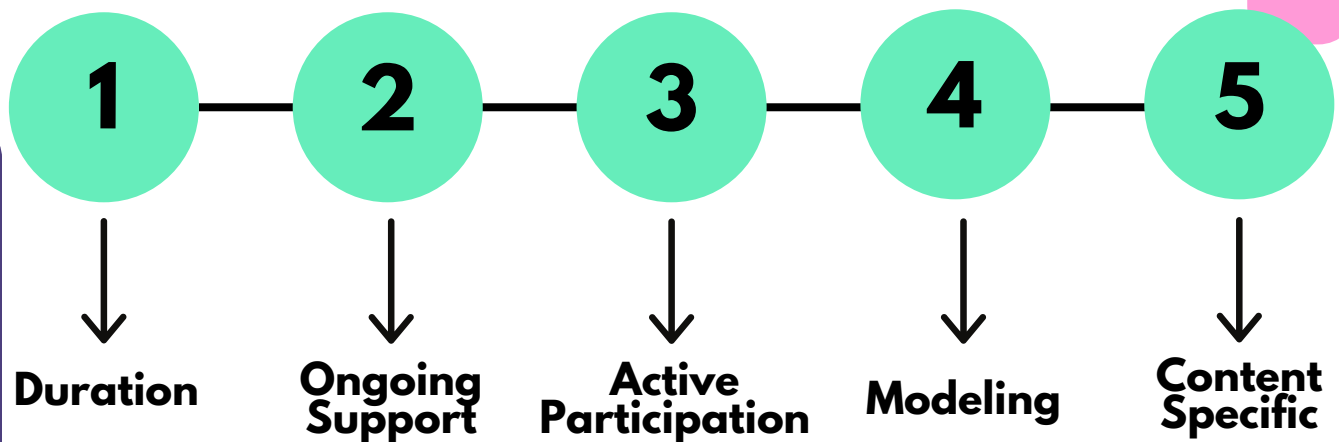 1
2
3
4
5
Duration
Ongoing
Support
Active
Participation
Modeling
Content
Specific